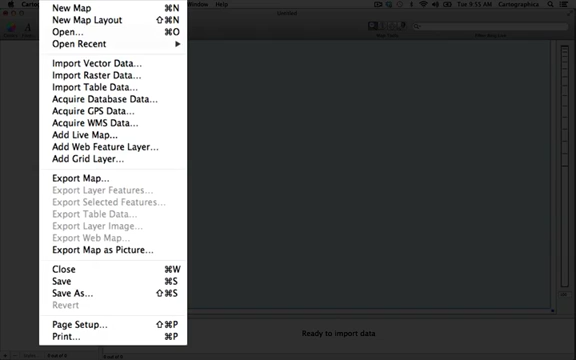 Window Help
Tue 9:55 AM Cartographica
Untitled
New Map ⌘N
New Map Layout ⇧⌘N
Open... ⌘O
Open Recent ▶
Import Vector Data...
Import Raster Data...
Import Table Data...
Acquire Database Data...
Acquire GPS Data...
Acquire WMS Data...
Add Live Map...
Add Web Feature Layer...
Add Grid Layer...
Export Map...
Export Layer Features...
Export Selected Features...
Export Table Data...
Export Layer Image...
Export Web Map...
Export Map as Picture...
Close ⌘W
Save ⌘S
Save As... ⇧⌘S
Revert
Page Setup... ⇧⌘P
Print... ⌘P
Ready to import data